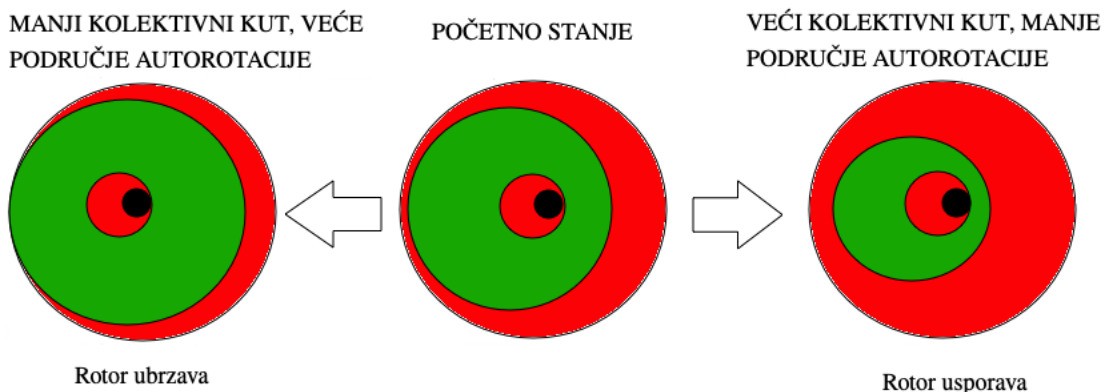 MANJI KOLEKTIVNI KUT, VEĆE
PODRUČJE AUTOROTACIJE
POČETNO STANJE
VEĆI KOLEKTIVNI KUT, MANJE
PODRUČJE AUTOROTACIJE
Rotor ubrzava
Rotor usporava